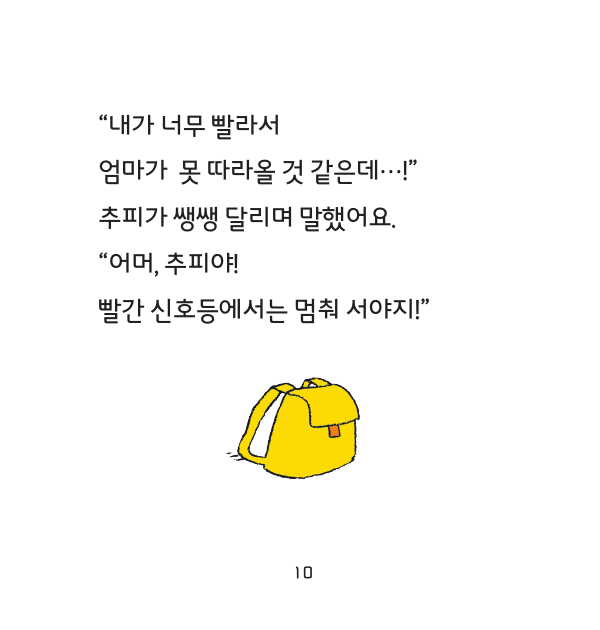 “내가 너무 빨라서
엄마가 못 따라올 것 같은데…!”
추피가 쌩쌩 달리며 말했어요.
“어머, 추피야!
빨간 신호등에서는 멈춰 서야지!”
10